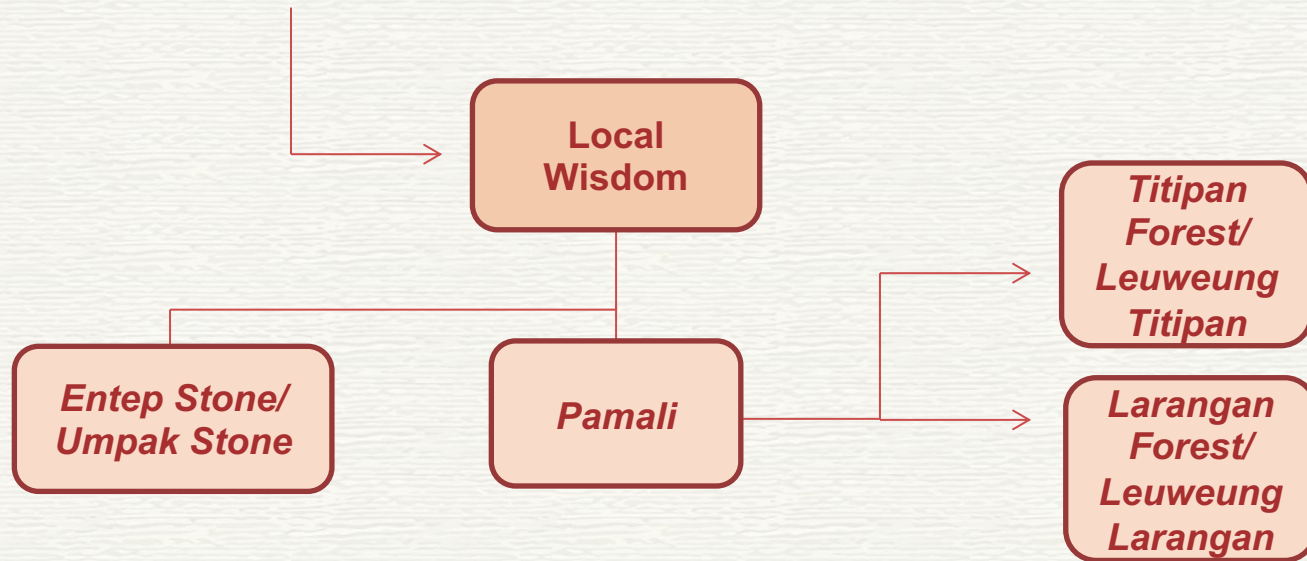 Local
Wisdom
Titipan
Forest/
Leuweung
Titipan
Entep Stone/
Umpak Stone
Pamali
Larangan
Forest/
Leuweung
Larangan